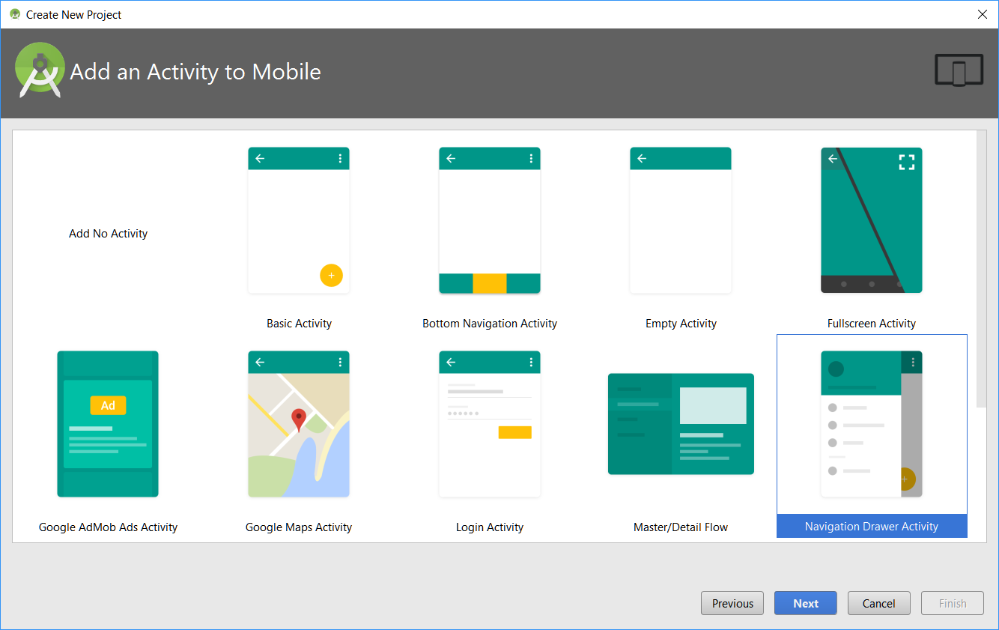 Create New Project
Add an Activity to Mobile
Add No Activity
Basic Activity
Bottom Navigation Activity
Empty Activity
Fullscreen Activity
Ad
Google AdMob Ads Activity
Google Maps Activity
Login Activity
Master/Detail Flow
Navigation Drawer Activity
Previous
Next
Cancel
Finish